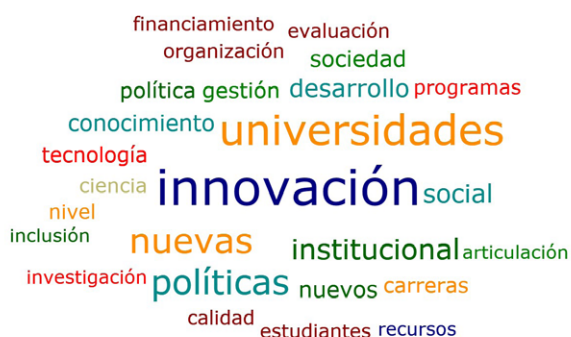 financiamiento evaluación
organización sociedad
política gestión desarrollo programas
conocimiento universidades
tecnología
ciencia innovación social
nivel
inclusión nuevas institucional articulación
investigación políticas nuevos carreras
calidad estudiantes recursos